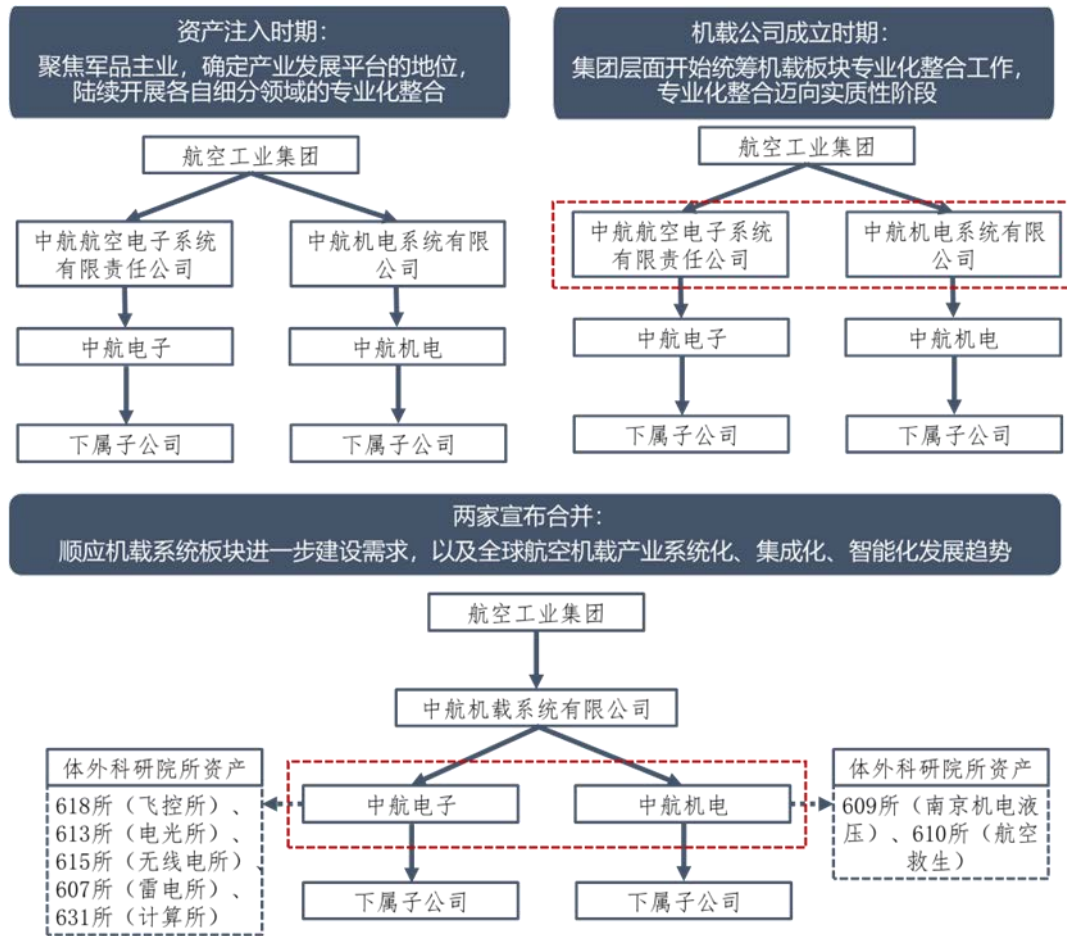 资产注入时期：
聚焦军品主业，确定产业发展平台的地位，
陆续开展各自细分领域的专业化整合
航空工业集团
中航航空电子系统
有限责任公司
中航机电系统有限
公司
中航电子
中航机电
下属子公司
下属子公司
机载公司成立时期：
集团层面开始统筹机载板块专业化整合工作，
专业化整合迈向实质性阶段
航空工业集团
中航航空电子系统
有限责任公司
中航机电系统有限
公司
中航电子
中航机电
下属子公司
下属子公司
两家宣布合并：
顺应机载系统板块进一步建设需求，以及全球航空机载产业系统化、集成化、智能化发展趋势
航空工业集团
中航机载系统有限公司
体外科研院所资产
618所（飞控所）、
613所（电光所）、
615所（无线电所）、
607所（雷电所）、
631所（计算所）
中航电子
中航机电
下属子公司
下属子公司
体外科研院所资产
609所（南京机电液
压）、610所（航空
救生）